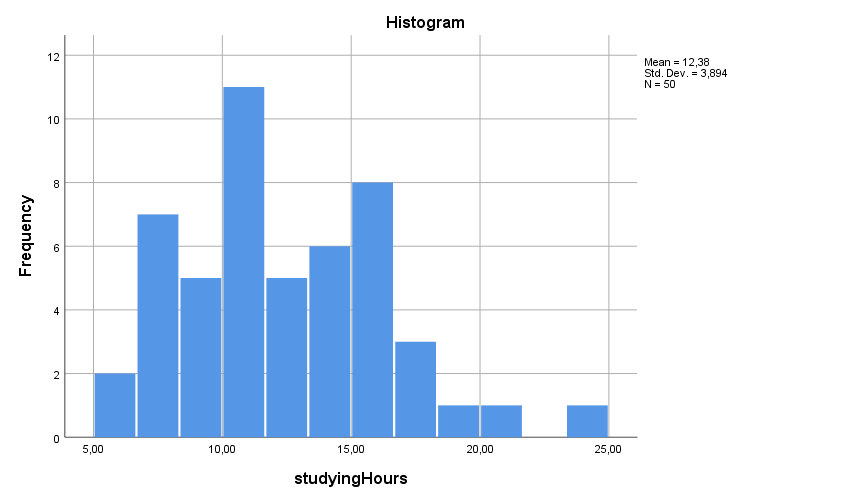 Histogram
Mean = 12,38
Std. Dev. = 3,894
N = 50
Frequency
12
10
8
6
4
2
0
5,00 10,00 15,00 20,00 25,00
studyingHours